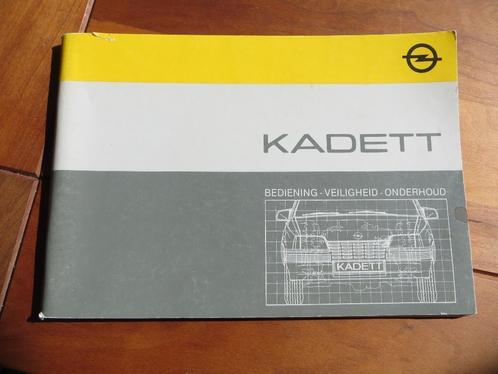 KADETT
BEDIENING - VEILIGHEID - ONDERHOUD
KADETT